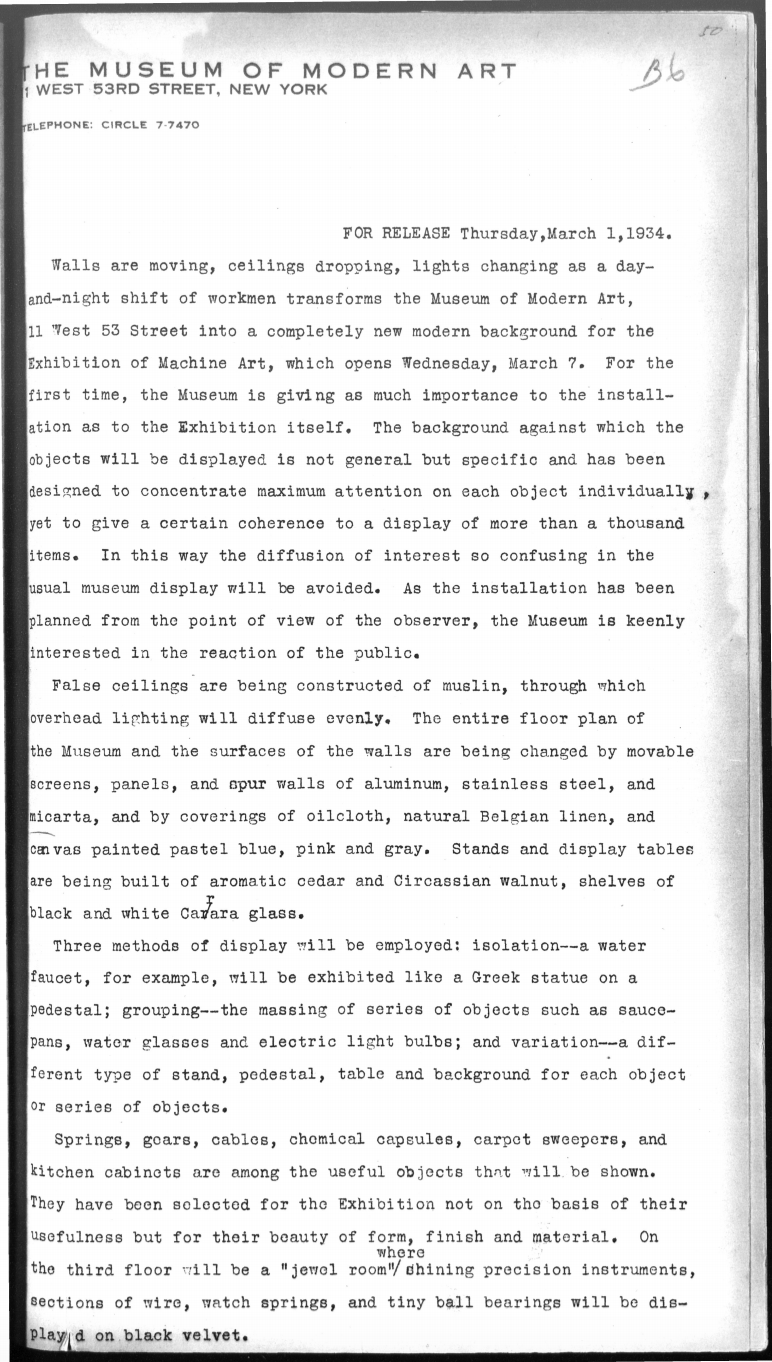 50
B6
THE MUSEUM OF MODERN ART
11 WEST 53RD STREET, NEW YORK
TELEPHONE: CIRCLE 7-7470
FOR RELEASE Thursday,March 1,1934.
Walls are moving, ceilings dropping, lights changing as a day-
and-night shift of workmen transforms the Museum of Modern Art,
11 West 53 Street into a completely new modern background for the
Exhibition of Machine Art, which opens Wednesday, March 7. For the
first time, the Museum is giving as much importance to the install-
ation as to the Exhibition itself. The background against which the
objects will be displayed is not general but specific and has been
designed to concentrate maximum attention on each object individually,
yet to give a certain coherence to a display of more than a thousand
items. In this way the diffusion of interest so confusing in the
usual museum display will be avoided. As the installation has been
planned from the point of view of the observer, the Museum is keenly
interested in the reaction of the public.
False ceilings are being constructed of muslin, through which
overhead lighting will diffuse evenly. The entire floor plan of
the Museum and the surfaces of the walls are being changed by movable
screens, panels, and spur walls of aluminum, stainless steel, and
micarta, and by coverings of oilcloth, natural Belgian linen, and
canvas painted pastel blue, pink and gray. Stands and display tables
are being built of aromatic cedar and Circassian walnut, shelves of
black and white Carrara glass.
Three methods of display will be employed: isolation--a water
faucet, for example, will be exhibited like a Greek statue on a
pedestal; grouping--the massing of series of objects such as sauce-
pans, water glasses and electric light bulbs; and variation--a dif-
ferent type of stand, pedestal, table and background for each object
or series of objects.
Springs, gears, cables, chemical capsules, carpet sweepers, and
kitchen cabinets are among the useful objects that will be shown.
They have been selected for the Exhibition not on the basis of their
usefulness but for their beauty of form, finish and material. On
where
the third floor will be a "jewel room"/ shining precision instruments,
sections of wire, watch springs, and tiny ball bearings will be dis-
played on black velvet.